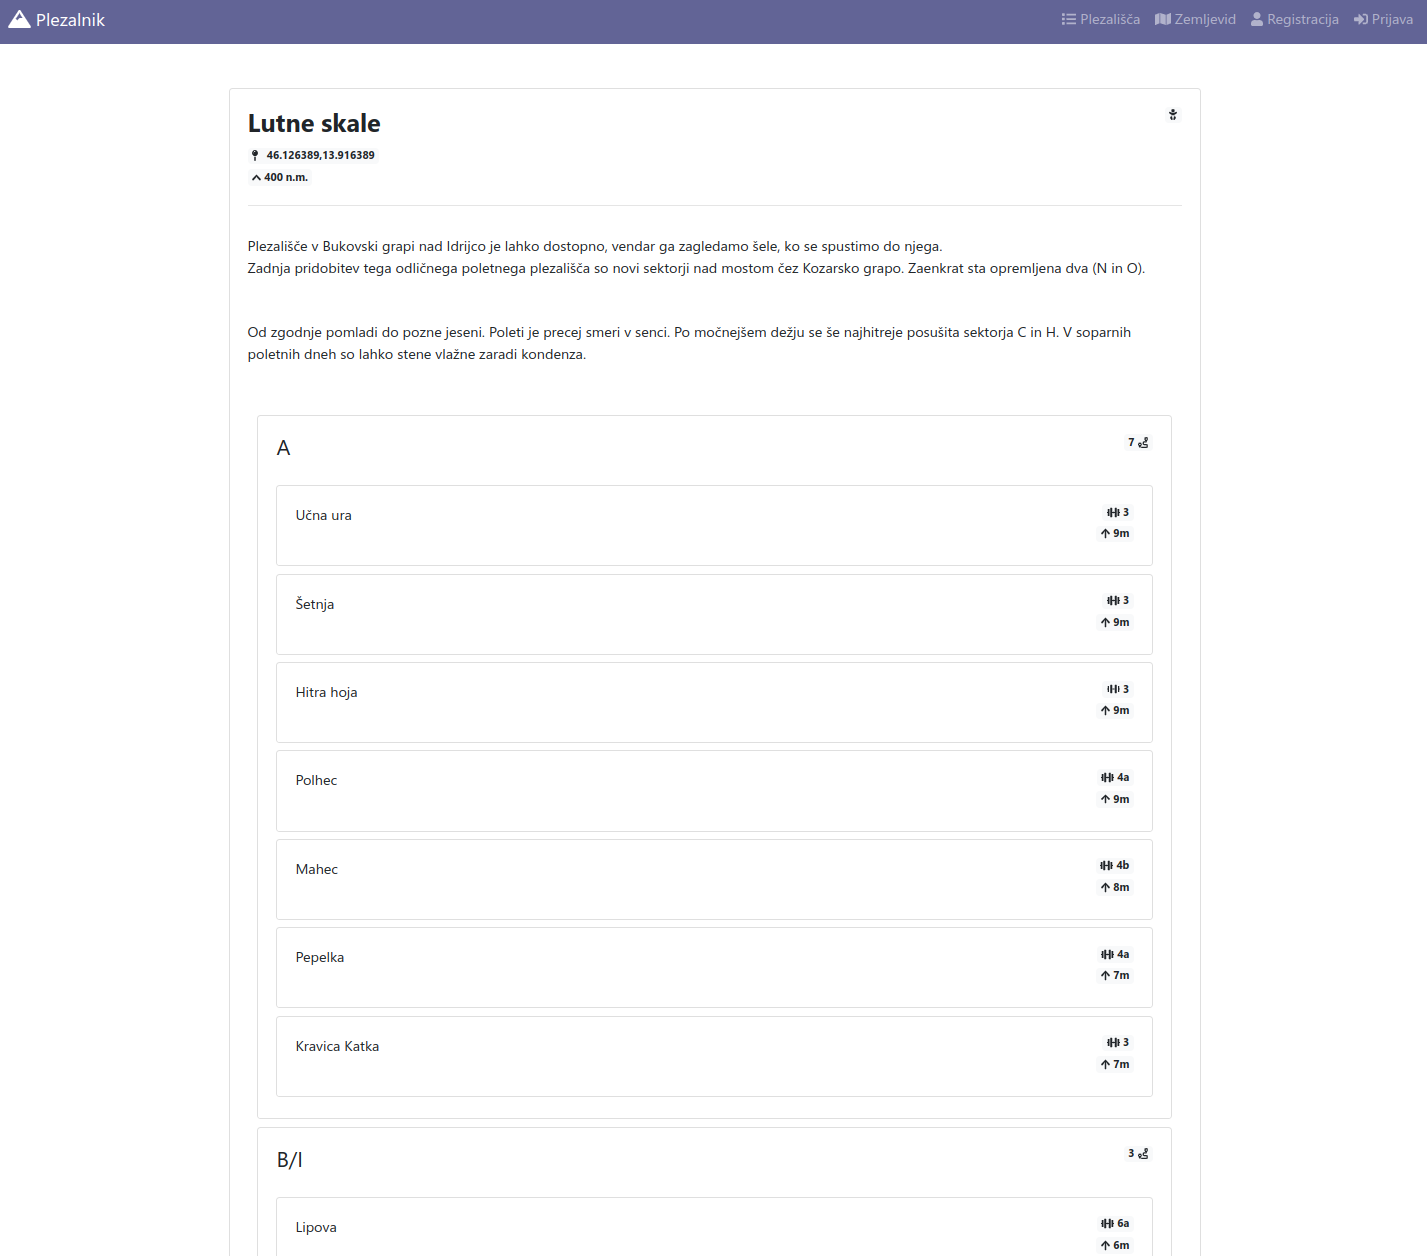 Plezalnik
Plezališča
Zemljevid
Registracija
Prijava
Lutne skale
46.126389,13.916389
400 n.m.
Plezališče v Bukovski grapi nad Idrijco je lahko dostopno, vendar ga zagledamo šele, ko se spustimo do njega.
Zadnja pridobitev tega odličnega poletnega plezališča so novi sektorji nad mostom čez Kozarsko grapo. Zaenkrat sta opremljena dva (N in O).
Od zgodnje pomladi do pozne jeseni. Poleti je precej smeri v senci. Po močnejšem dežju se še najhitreje posušita sektorja C in H. V soparnih
poletnih dneh so lahko stene vlažne zaradi kondenza.
A
7
Učna ura
3
9m
Šetnja
3
9m
Hitra hoja
3
9m
Polhec
4a
9m
Mahec
4b
8m
Pepelka
4a
7m
Kravica Katka
3
7m
B/I
3
Lipova
6a
6m